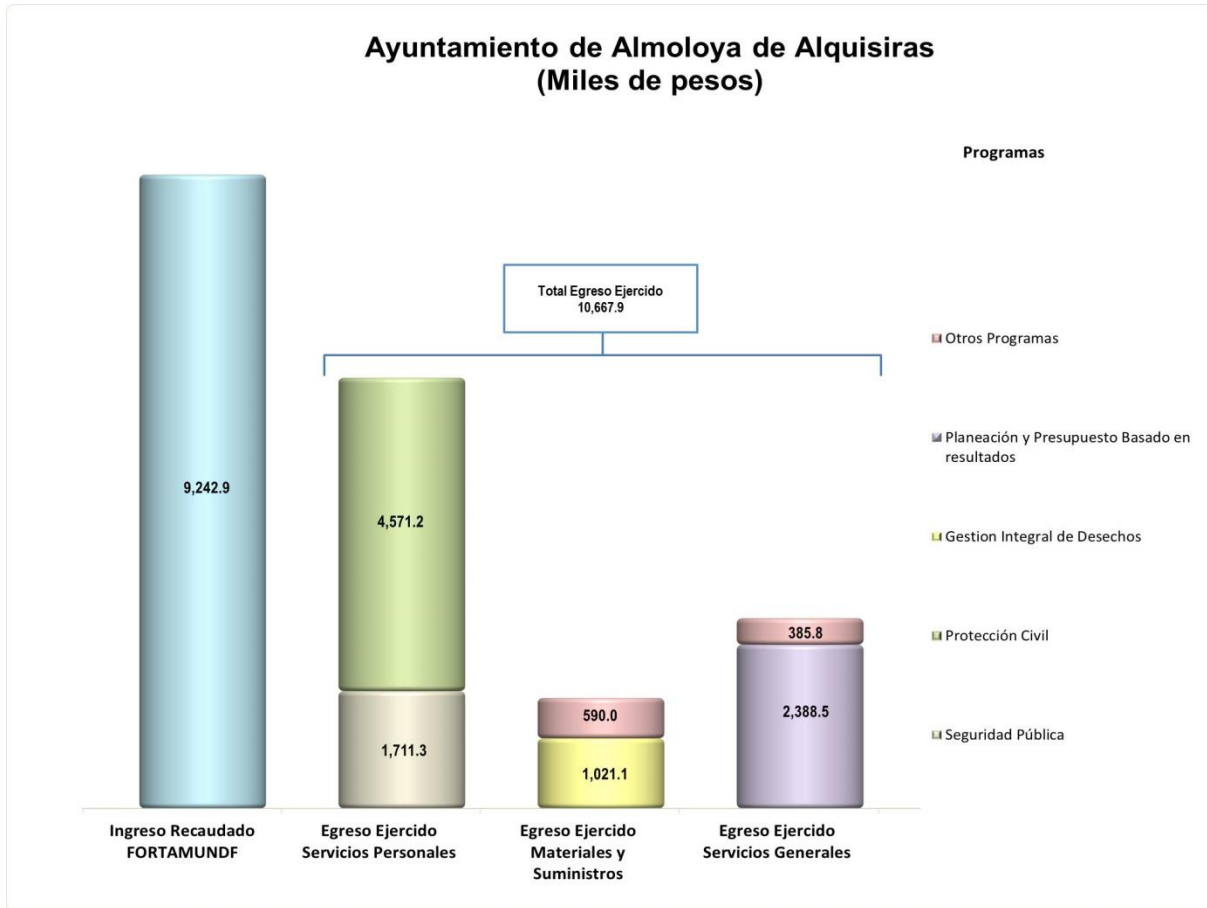 Ayuntamiento de Almoloya de Alquisiras
(Miles de pesos)
Programas
Total Egreso Ejercido
10,667.9
Otros Programas
Planeación y Presupuesto Basado en
resultados
Gestion Integral de Desechos
Protección Civil
Seguridad Pública
9,242.9
4,571.2
1,711.3
590.0
1,021.1
385.8
2,388.5
Ingreso Recaudado
FORTAMUNDF
Egreso Ejercido
Servicios Personales
Egreso Ejercido
Materiales y
Suministros
Egreso Ejercido
Servicios Generales